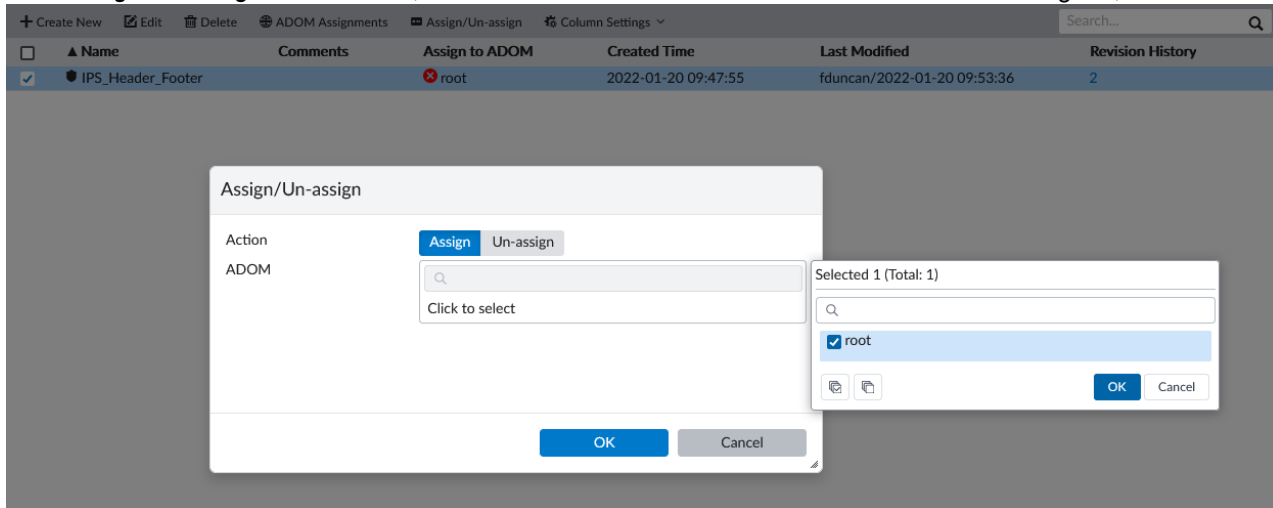 Create New Edit Delete ADOM Assignments Assign/Un-assign Column Settings Search...
Name Comments Assign to ADOM Created Time Last Modified Revision History
IPS_Header_Footer root 2022-01-20 09:47:55 fduncan/2022-01-20 09:53:36 2
Assign/Un-assign
Action Assign Un-assign
ADOM
Click to select
Selected 1 (Total: 1)
root
OK Cancel
OK Cancel